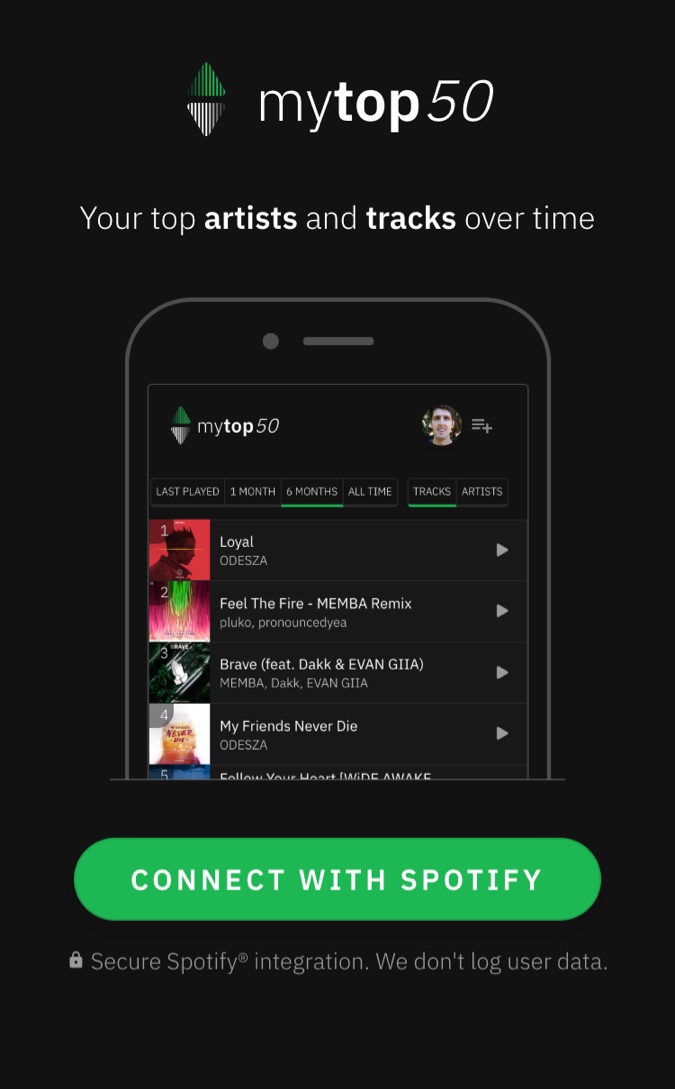 mytop50
Your top artists and tracks over time
mytop50
LAST PLAYED 1 MONTH 6 MONTHS ALL TIME TRACKS ARTISTS
1
Loyal
ODESZA
2
Feel The Fire - MEMBA Remix
pluko, pronouncedyea
BRAVE
3
Brave (feat. Dakk & EVAN GIIA)
MEMBA, Dakk, EVAN GIIA
4
NEVER
DIE
My Friends Never Die
ODESZA
5
Follow Your Heart [WiDE AWAKE
CONNECT WITH SPOTIFY
Secure Spotify® integration. We don't log user data.